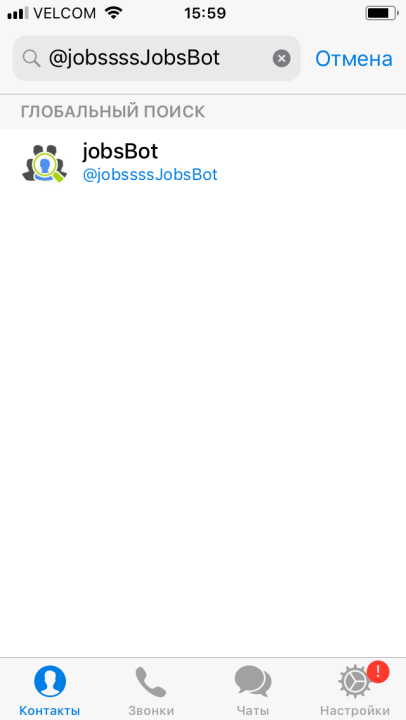 VELCOM
15:59
@jobssssJobsBot
Отмена
ГЛОБАЛЬНЫЙ ПОИСК
jobsBot
@jobssssJobsBot
!
Контакты
Звонки
Чаты
Настройки